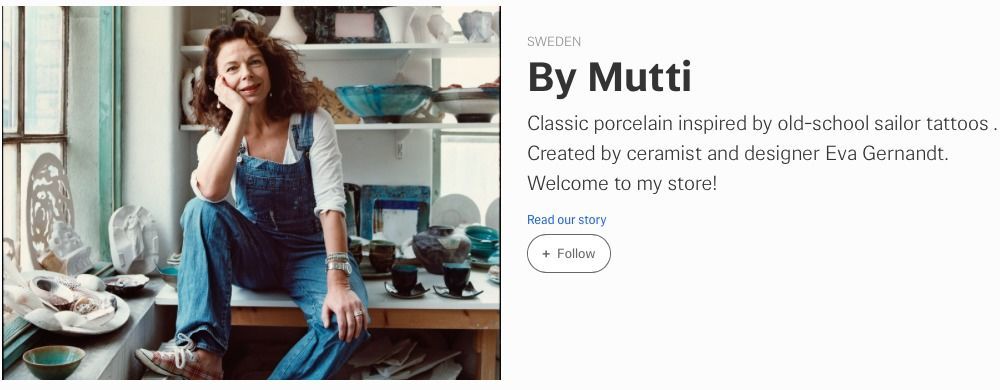 SWEDEN
By Mutti
Classic porcelain inspired by old-school sailor tattoos .
Created by ceramist and designer Eva Gernandt.
Welcome to my store!
Read our story
+ Follow